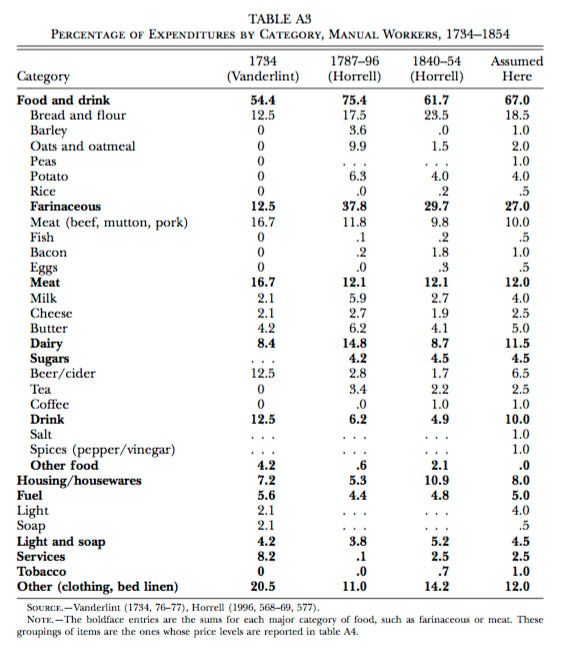 TABLE A3
PERCENTAGE OF EXPENDITURES BY CATEGORY, MANUAL WORKERS, 1734–1854
Category 1734 (Vanderlint) 1787–96 (Horrell) 1840–54 (Horrell) Assumed Here
Food and drink 54.4 75.4 61.7 67.0
Bread and flour 12.5 17.5 23.5 18.5
Barley 0 3.6 .0 1.0
Oats and oatmeal 0 9.9 1.5 2.0
Peas 0 . . . . . . 1.0
Potato 0 6.3 4.0 4.0
Rice 0 .0 .2 .5
Farinaceous 12.5 37.8 29.7 27.0
Meat (beef, mutton, pork) 16.7 11.8 9.8 10.0
Fish 0 .1 .2 .5
Bacon 0 .2 1.8 1.0
Eggs 0 .0 .3 .5
Meat 16.7 12.1 12.1 12.0
Milk 2.1 5.9 2.7 4.0
Cheese 2.1 2.7 1.9 2.5
Butter 4.2 6.2 4.1 5.0
Dairy 8.4 14.8 8.7 11.5
Sugars . . . 4.2 4.5 4.5
Beer/cider 12.5 2.8 1.7 6.5
Tea 0 3.4 2.2 2.5
Coffee 0 .0 1.0 1.0
Drink 12.5 6.2 4.9 10.0
Salt . . . . . . . . . 1.0
Spices (pepper/vinegar) . . . . . . . . . 1.0
Other food 4.2 .6 2.1 .0
Housing/housewares 7.2 5.3 10.9 8.0
Fuel 5.6 4.4 4.8 5.0
Light 2.1 . . . . . . 4.0
Soap 2.1 . . . . . . .5
Light and soap 4.2 3.8 5.2 4.5
Services 8.2 .1 2.5 2.5
Tobacco 0 .0 .7 1.0
Other (clothing, bed linen) 20.5 11.0 14.2 12.0
SOURCE.—Vanderlint (1734, 76–77), Horrell (1996, 568–69, 577).
NOTE.—The boldface entries are the sums for each major category of food, such as farinaceous or meat. These
groupings of items are the ones whose price levels are reported in table A4.